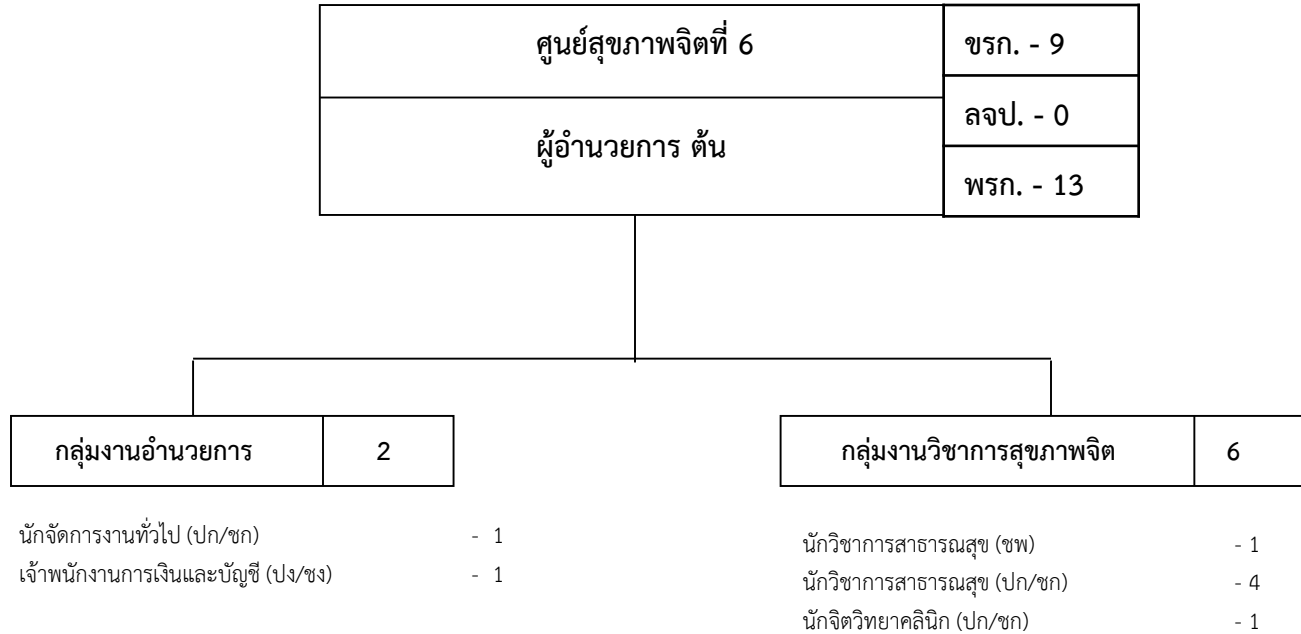 ศูนย์สุขภาพจิตที่ 6
ขรก. - 9
ลจป. - 0
ผู้อำนวยการ ต้น
พรก. - 13
กลุ่มงานอำนวยการ 2
นักจัดการงานทั่วไป (ปก/ชก) - 1
เจ้าพนักงานการเงินและบัญชี (ปง/ชง) - 1
กลุ่มงานวิชาการสุขภาพจิต 6
นักวิชาการสาธารณสุข (ชพ) - 1
นักวิชาการสาธารณสุข (ปก/ชก) - 4
นักจิตวิทยาคลินิก (ปก/ชก) - 1